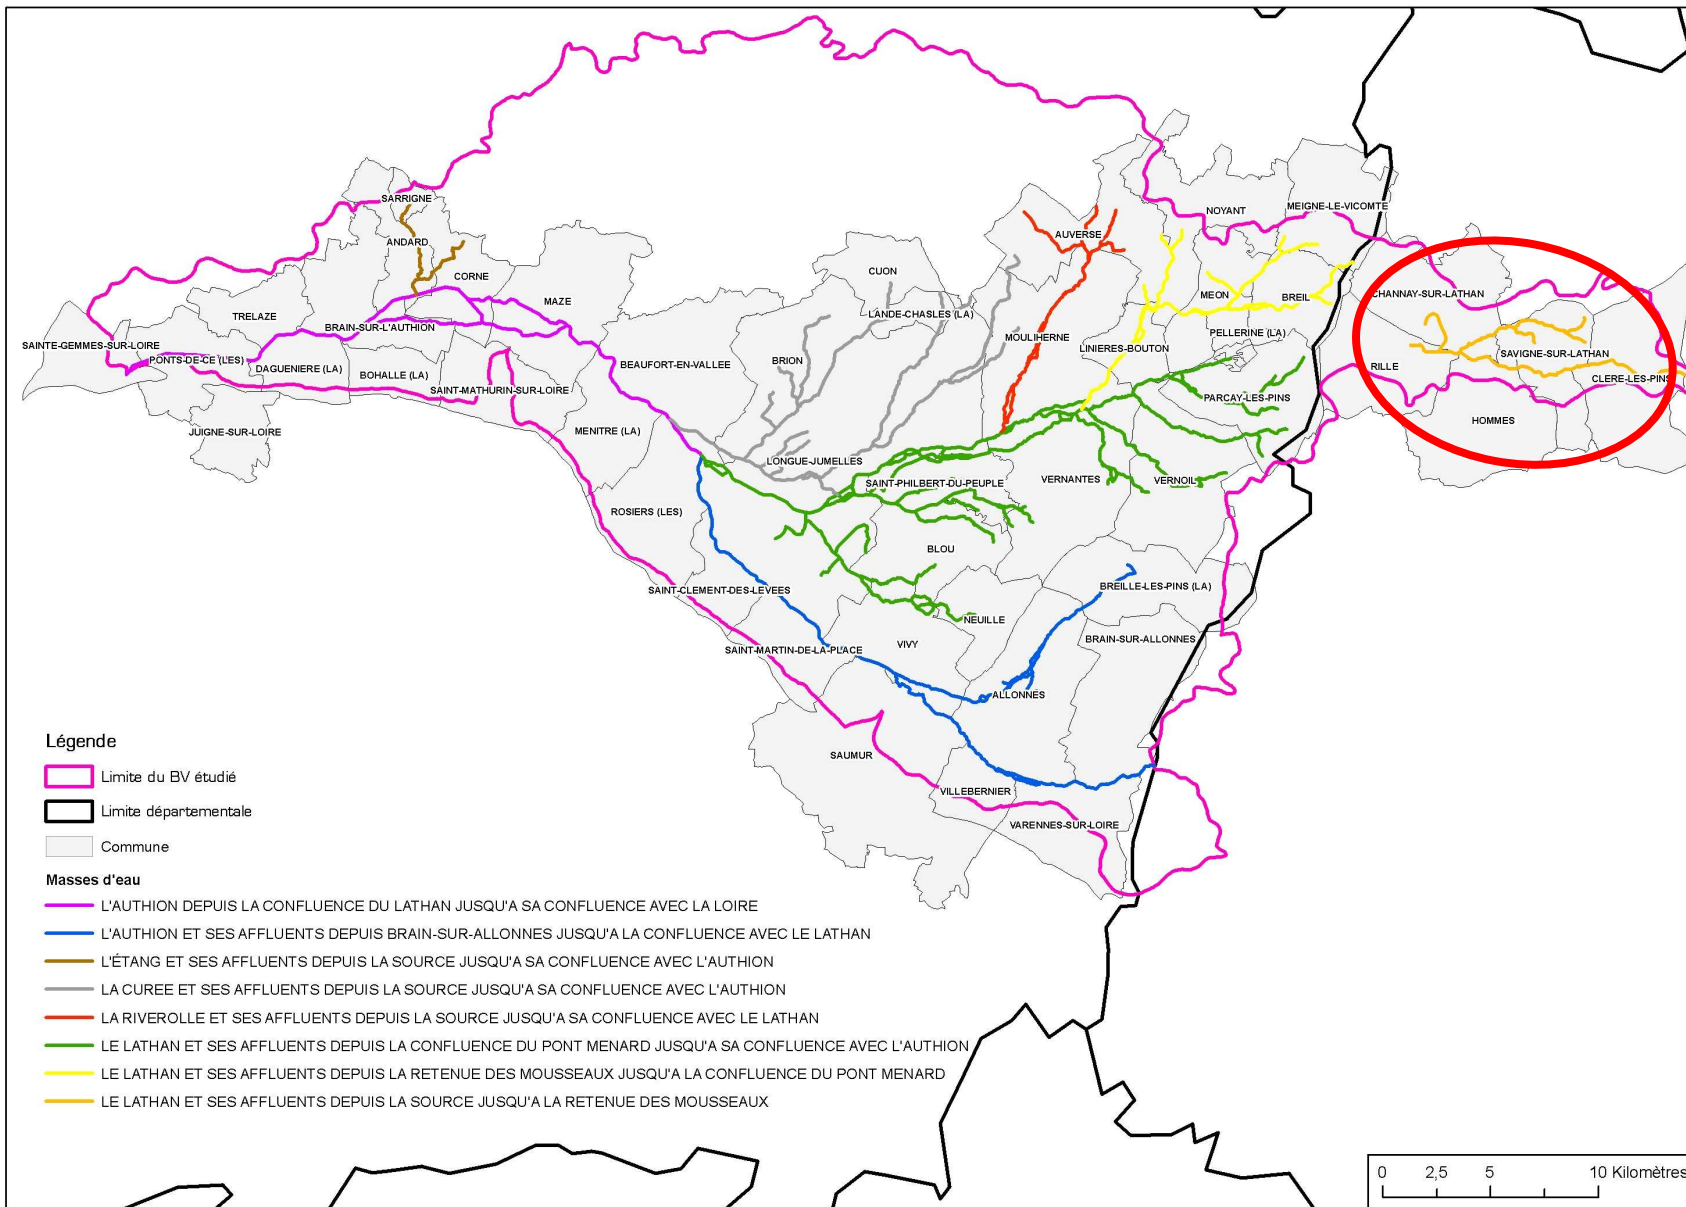 SARRIGNE
NOYANT
MEIGNE-LE-VICOMTE
AUVERSE
ANDARD
CORNE
CUON
MAZE
LANDE-CHASLES (LA)
MEON
BREIL
CHANNAY-SUR-LATHAN
TRELAZE
BRAIN-SUR-L'AUTHION
PELLERINE (LA)
MOULIHERNE
LINIERES-BOUTON
SAINTE-GEMMES-SUR-LOIRE
PONTS-DE-CE (LES)
DAGUENIERE (LA)
BOHALLE (LA)
BEAUFORT-EN-VALLEE
BRION
RILLE
SAVIGNE-SUR-LATHAN
CLERE-LES-PINS
SAINT-MATHURIN-SUR-LOIRE
PARCAY-LES-PINS
HOMMES
JUIGNE-SUR-LOIRE
MENITRE (LA)
LONGUE-JUMELLES
SAINT-PHILBERT-DU-PEUPLE
VERNANTES
VERNOIL
ROSIERS (LES)
BLOU
SAINT-CLEMENT-DES-LEVEES
BREILLE-LES-PINS (LA)
NEUILLE
VIVY
BRAIN-SUR-ALLONNES
SAINT-MARTIN-DE-LA-PLACE
ALLONNES
SAUMUR
VILLEBERNIER
VARENNES-SUR-LOIRE
Légende
Limite du BV étudié
Limite départementale
Commune
Masses d'eau
L'AUTHION DEPUIS LA CONFLUENCE DU LATHAN JUSQU'A SA CONFLUENCE AVEC LA LOIRE
L'AUTHION ET SES AFFLUENTS DEPUIS BRAIN-SUR-ALLONNES JUSQU'A LA CONFLUENCE AVEC LE LATHAN
L'ÉTANG ET SES AFFLUENTS DEPUIS LA SOURCE JUSQU'A SA CONFLUENCE AVEC L'AUTHION
LA CUREE ET SES AFFLUENTS DEPUIS LA SOURCE JUSQU'A SA CONFLUENCE AVEC L'AUTHION
LA RIVEROLLE ET SES AFFLUENTS DEPUIS LA SOURCE JUSQU'A SA CONFLUENCE AVEC LE LATHAN
LE LATHAN ET SES AFFLUENTS DEPUIS LA CONFLUENCE DU PONT MENARD JUSQU'A SA CONFLUENCE AVEC L'AUTHION
LE LATHAN ET SES AFFLUENTS DEPUIS LA RETENUE DES MOUSSEAUX JUSQU'A LA CONFLUENCE DU PONT MENARD
LE LATHAN ET SES AFFLUENTS DEPUIS LA SOURCE JUSQU'A LA RETENUE DES MOUSSEAUX
0 2,5 5 10 Kilomètres